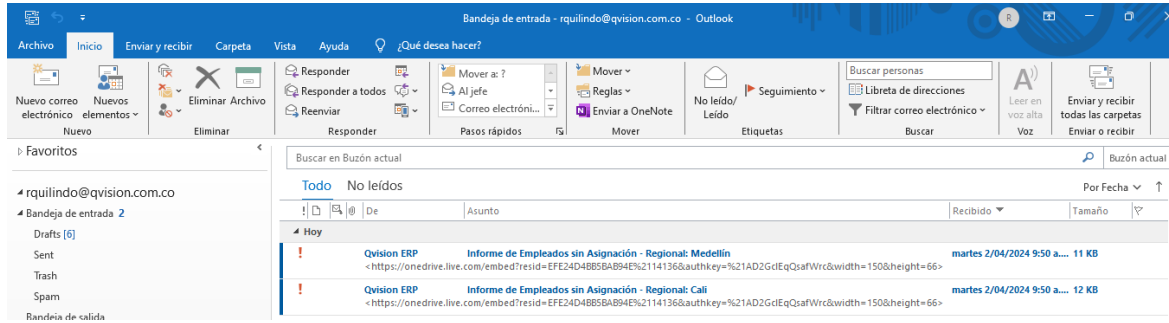 Bandeja de entrada - rquilindo@qvision.com.co - Outlook
R
Archivo Inicio Enviar y recibir Carpeta Vista Ayuda ¿Qué desea hacer?
Nuevo correo electrónico
Nuevos elementos
Nuevo
Eliminar Archivo
Eliminar
Responder
Responder a todos
Reenviar
Responder
Mover a: ?
Al jefe
Correo electróni...
Pasos rápidos
Mover
Reglas
Enviar a OneNote
Mover
No leído/ Leído
Seguimiento
Etiquetas
Buscar personas
Libreta de direcciones
Filtrar correo electrónico
Buscar
A
Leer en voz alta
Voz
Enviar y recibir todas las carpetas
Enviar o recibir
Favoritos
rquilindo@qvision.com.co
Bandeja de entrada 2
Drafts [6]
Sent
Trash
Spam
Bandeja de salida
Buscar en Buzón actual Buzón actual
Todo No leídos Por Fecha
! De Asunto Recibido Tamaño
Hoy
! Qvision ERP Informe de Empleados sin Asignación - Regional: Medellín martes 2/04/2024 9:50 a.... 11 KB
<https://onedrive.live.com/embed?resid=EFE24D4BB5BAB94E%2114136&authkey=%21AD2GclEqQsafWrc&width=150&height=66>
! Qvision ERP Informe de Empleados sin Asignación - Regional: Cali martes 2/04/2024 9:50 a.... 12 KB
<https://onedrive.live.com/embed?resid=EFE24D4BB5BAB94E%2114136&authkey=%21AD2GclEqQsafWrc&width=150&height=66>